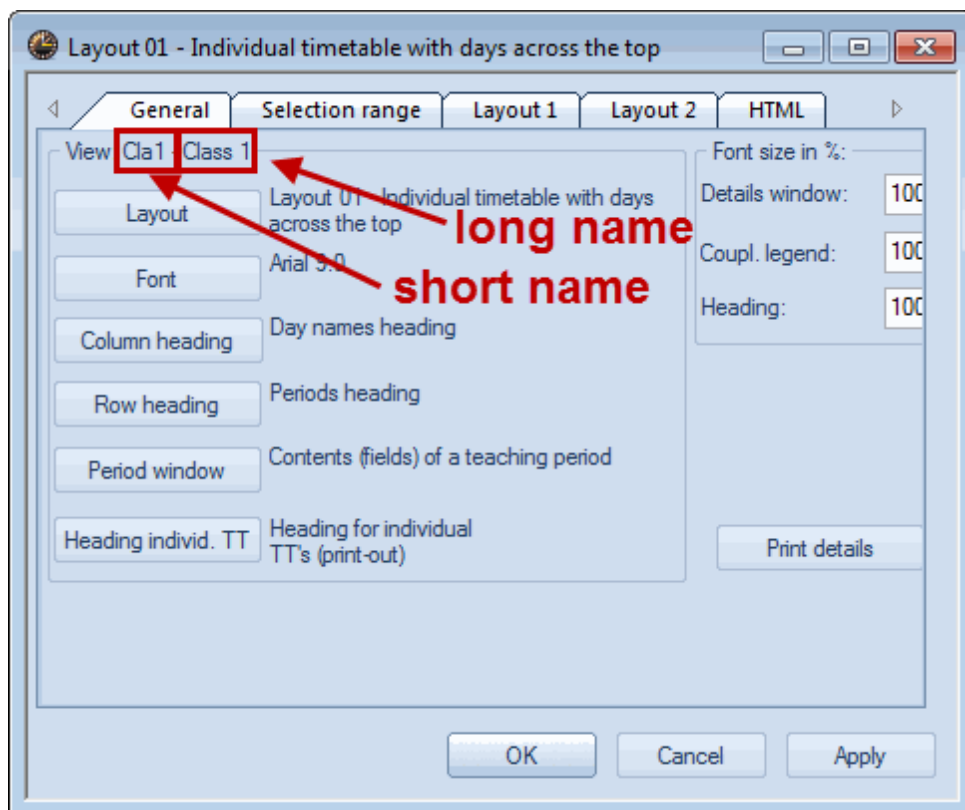 Layout 01 - Individual timetable with days across the top
General
Selection range
Layout 1
Layout 2
HTML
View Cla1 - Class 1
Layout
Layout 01 - Individual timetable with days
across the top
long name
Font
Arial 9.0
short name
Column heading
Day names heading
Row heading
Periods heading
Period window
Contents (fields) of a teaching period
Heading individ. TT
Heading for individual
TT's (print-out)
Font size in %:
Details window:
100
Coupl. legend:
100
Heading:
100
Print details
OK
Cancel
Apply